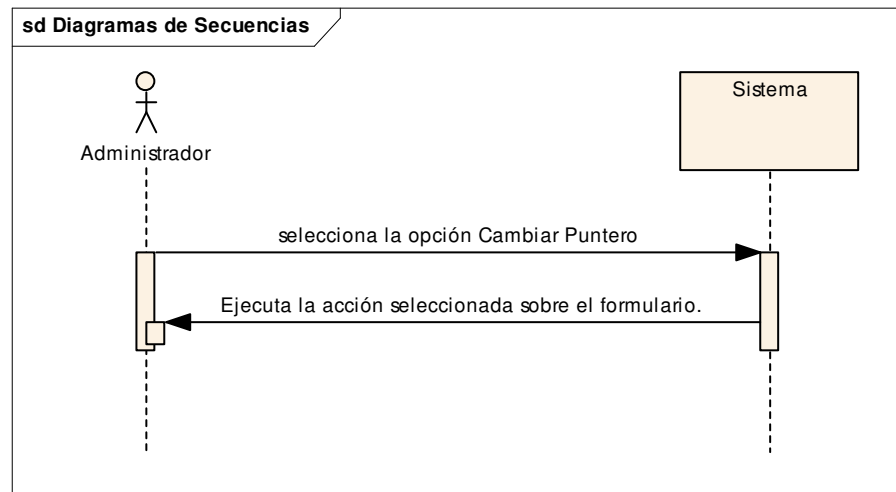 sd Diagramas de Secuencias
Administrador
Sistema
selecciona la opción Cambiar Puntero
Ejecuta la acción seleccionada sobre el formulario.